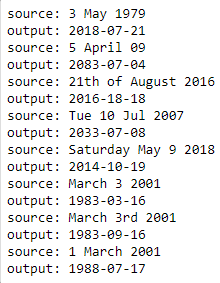 source: 3 May 1979
output: 2018-07-21
source: 5 April 09
output: 2083-07-04
source: 21th of August 2016
output: 2016-18-18
source: Tue 10 Jul 2007
output: 2033-07-08
source: Saturday May 9 2018
output: 2014-10-19
source: March 3 2001
output: 1983-03-16
source: March 3rd 2001
output: 1983-09-16
source: 1 March 2001
output: 1988-07-17